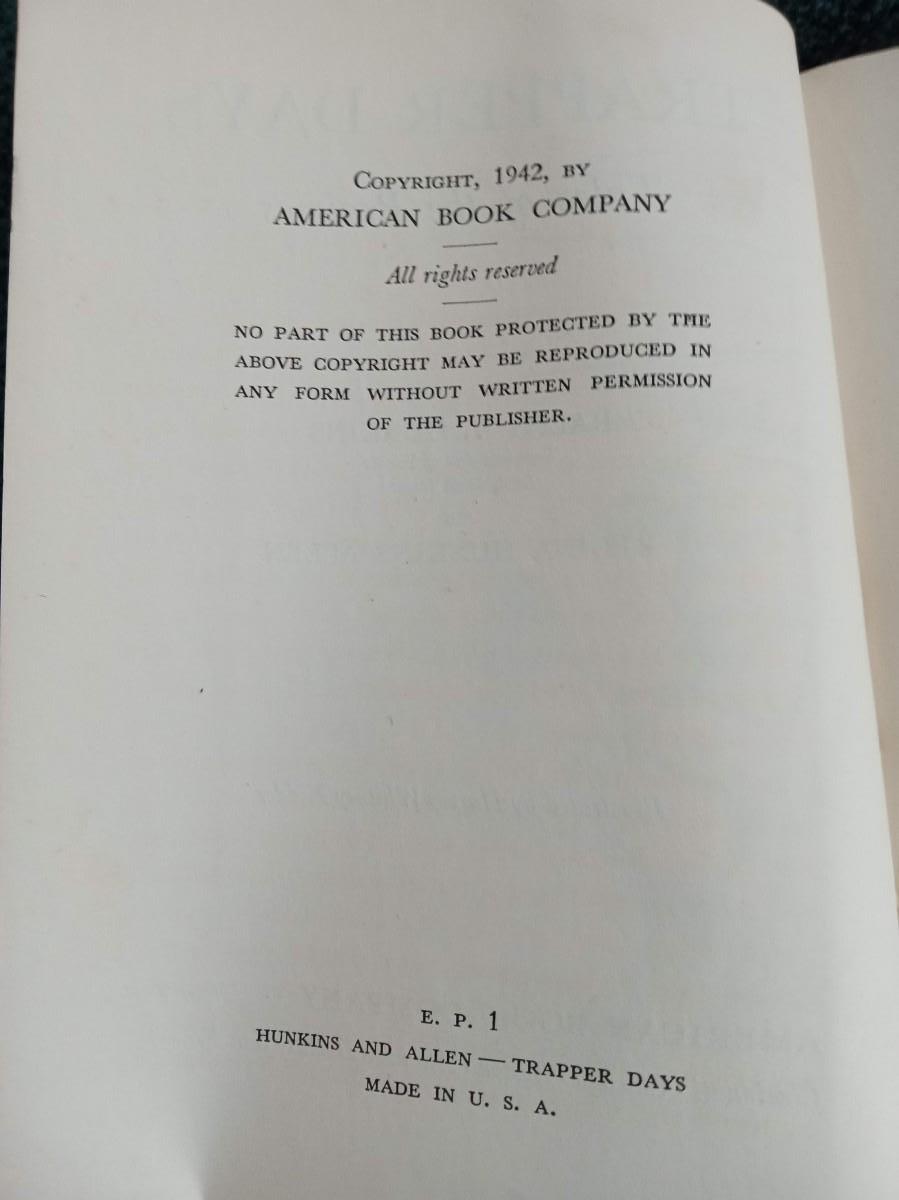 COPYRIGHT, 1942, BY
AMERICAN BOOK COMPANY
All rights reserved
NO PART OF THIS BOOK PROTECTED BY THE
ABOVE COPYRIGHT MAY BE REPRODUCED IN
ANY FORM WITHOUT WRITTEN PERMISSION
OF THE PUBLISHER.
E. P. 1
HUNKINS AND ALLEN — TRAPPER DAYS
MADE IN U. S. A.